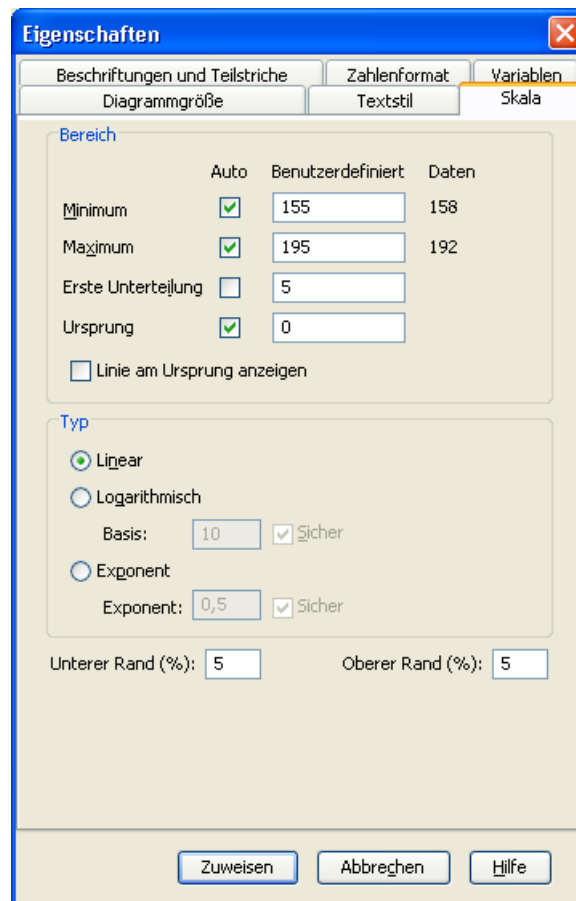 Eigenschaften
Beschriftungen und Teilstriche Zahlenformat Variablen
Diagrammgröße Textstil Skala
Bereich
Auto Benutzerdefiniert Daten
Minimum 155 158
Maximum 195 192
Erste Unterteilung 5
Ursprung 0
Linie am Ursprung anzeigen
Typ
Linear
Logarithmisch
Basis: 10 Sicher
Exponent
Exponent: 0,5 Sicher
Unterer Rand (%): 5 Oberer Rand (%): 5
Zuweisen Abbrechen Hilfe